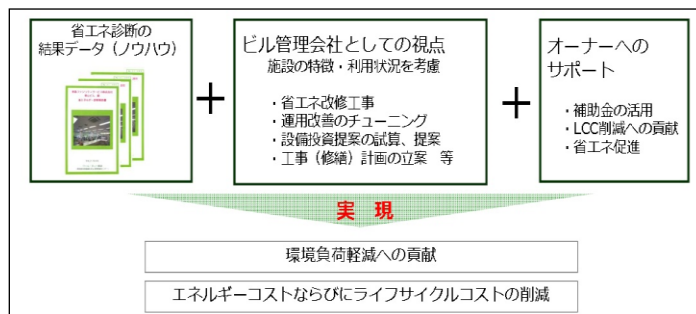 省エネ診断の
結果データ（ノウハウ）
＋
ビル管理会社としての視点
施設の特徴・利用状況を考慮
・省エネ改修工事
・運用改善のチューニング
・設備投資提案の試算、提案
・工事（修繕）計画の立案　等
＋
オーナーへの
サポート
・補助金の活用
・LCC削減への貢献
・省エネ促進
実　現
環境負荷軽減への貢献
エネルギーコストならびにライフサイクルコストの削減